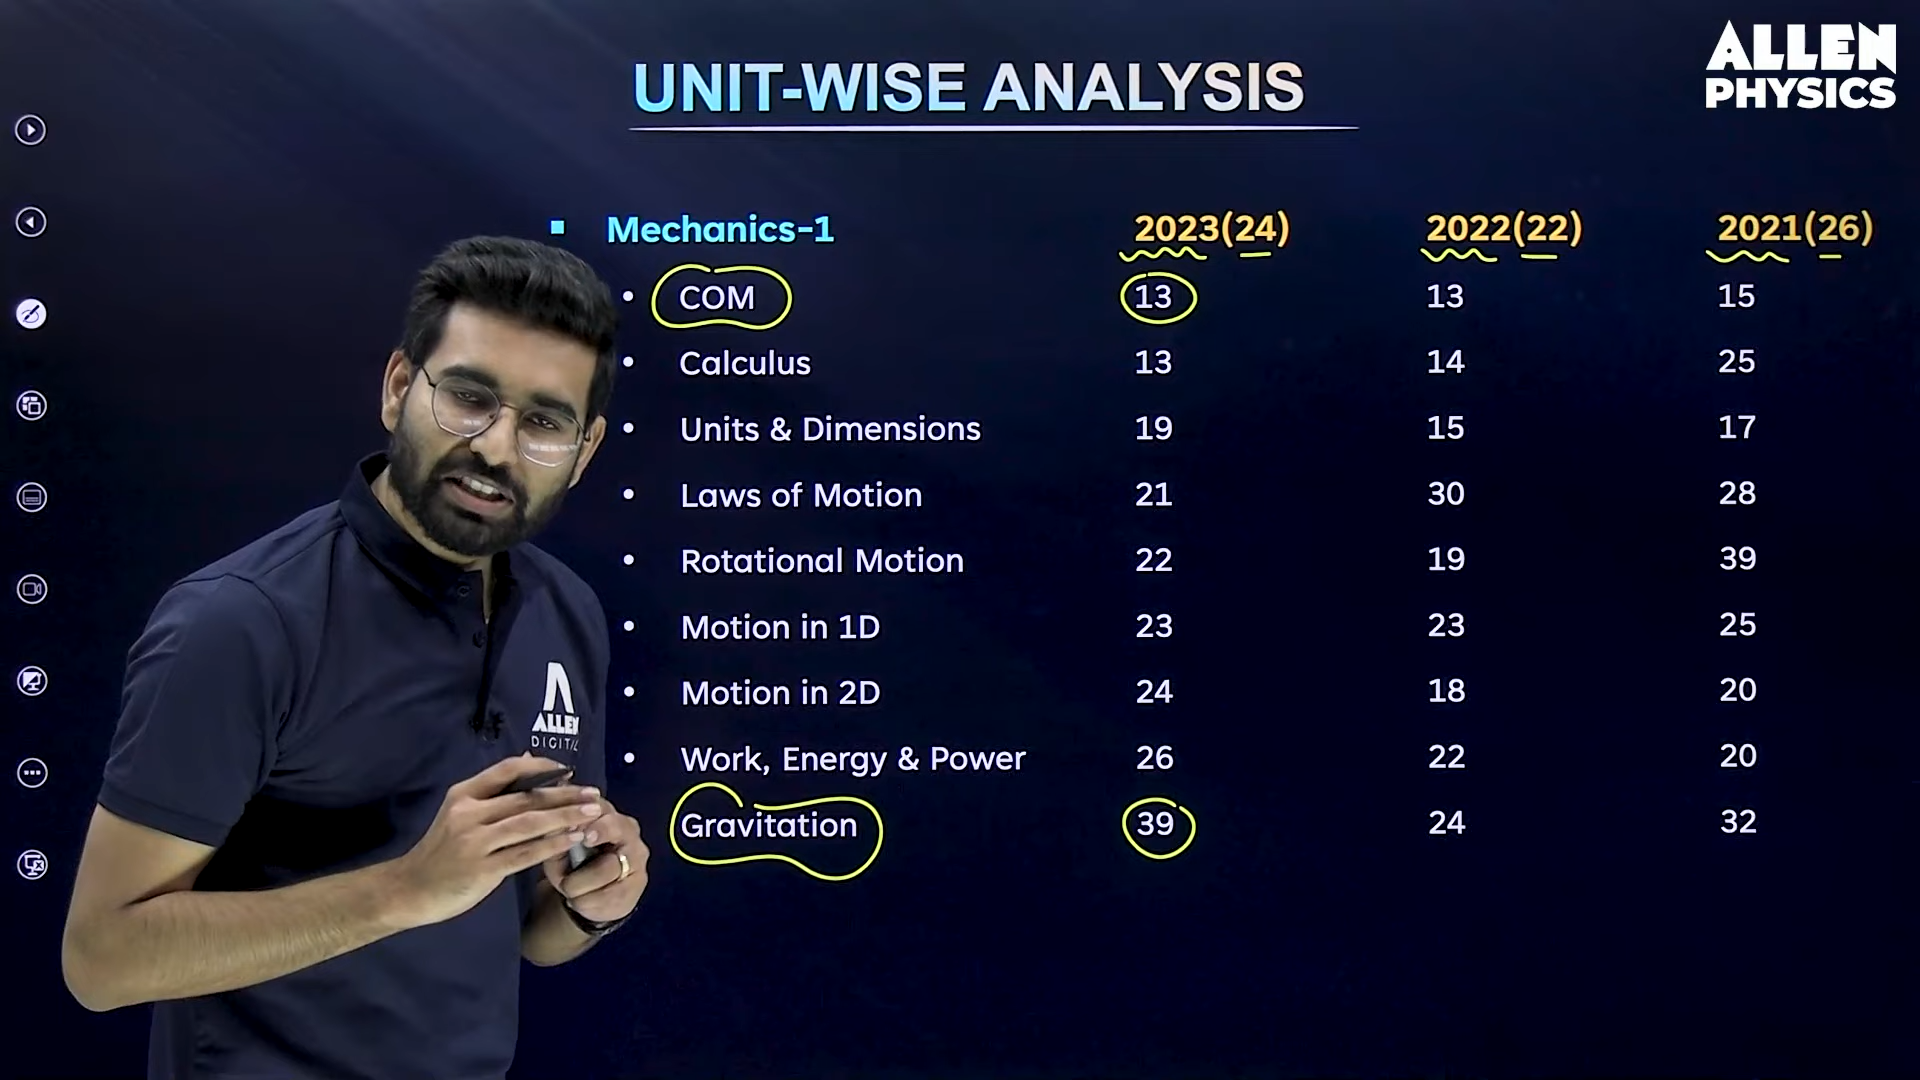 ALLEN
PHYSICS
UNIT-WISE ANALYSIS
Mechanics-1 2023(24) 2022(22) 2021(26)
COM 13 13 15
Calculus 13 14 25
Units & Dimensions 19 15 17
Laws of Motion 21 30 28
Rotational Motion 22 19 39
Motion in 1D 23 23 25
Motion in 2D 24 18 20
Work, Energy & Power 26 22 20
Gravitation 39 24 32
ALLEN